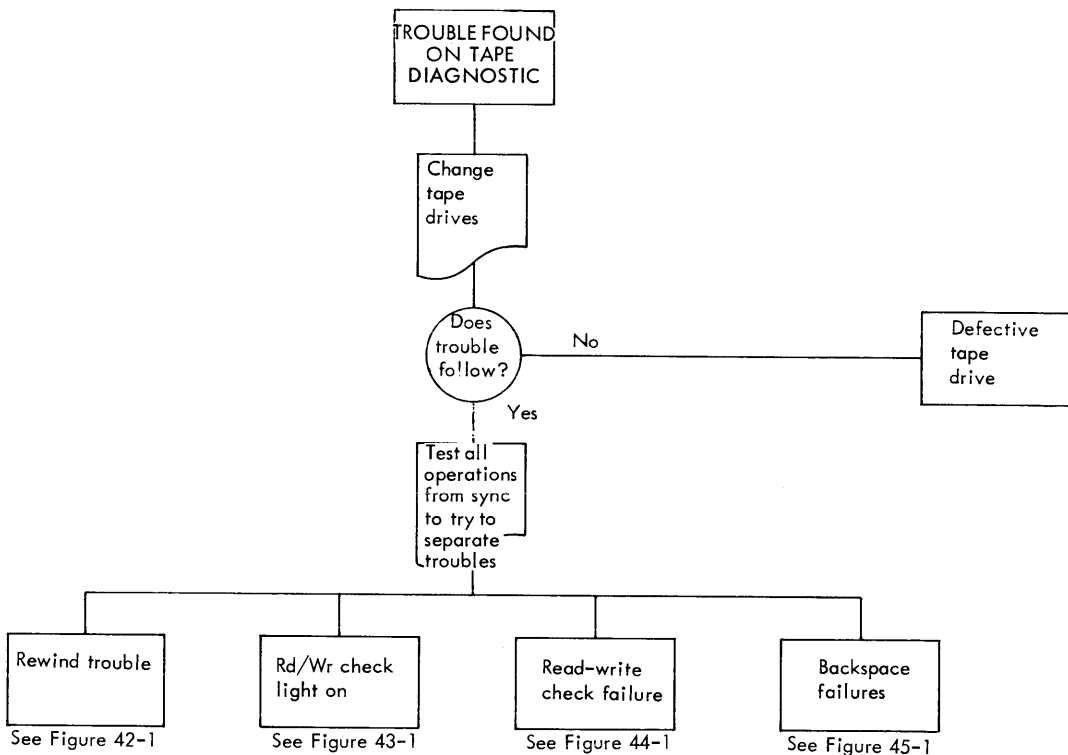 TROUBLE FOUND
ON TAPE
DIAGNOSTIC
Change
tape
drives
Does
trouble
follow?
No
Defective
tape
drive
Yes
Test all
operations
from sync
to try to
separate
troubles
Rewind trouble
See Figure 42-1
Rd/Wr check
light on
See Figure 43-1
Read-write
check failure
See Figure 44-1
Backspace
failures
See Figure 45-1